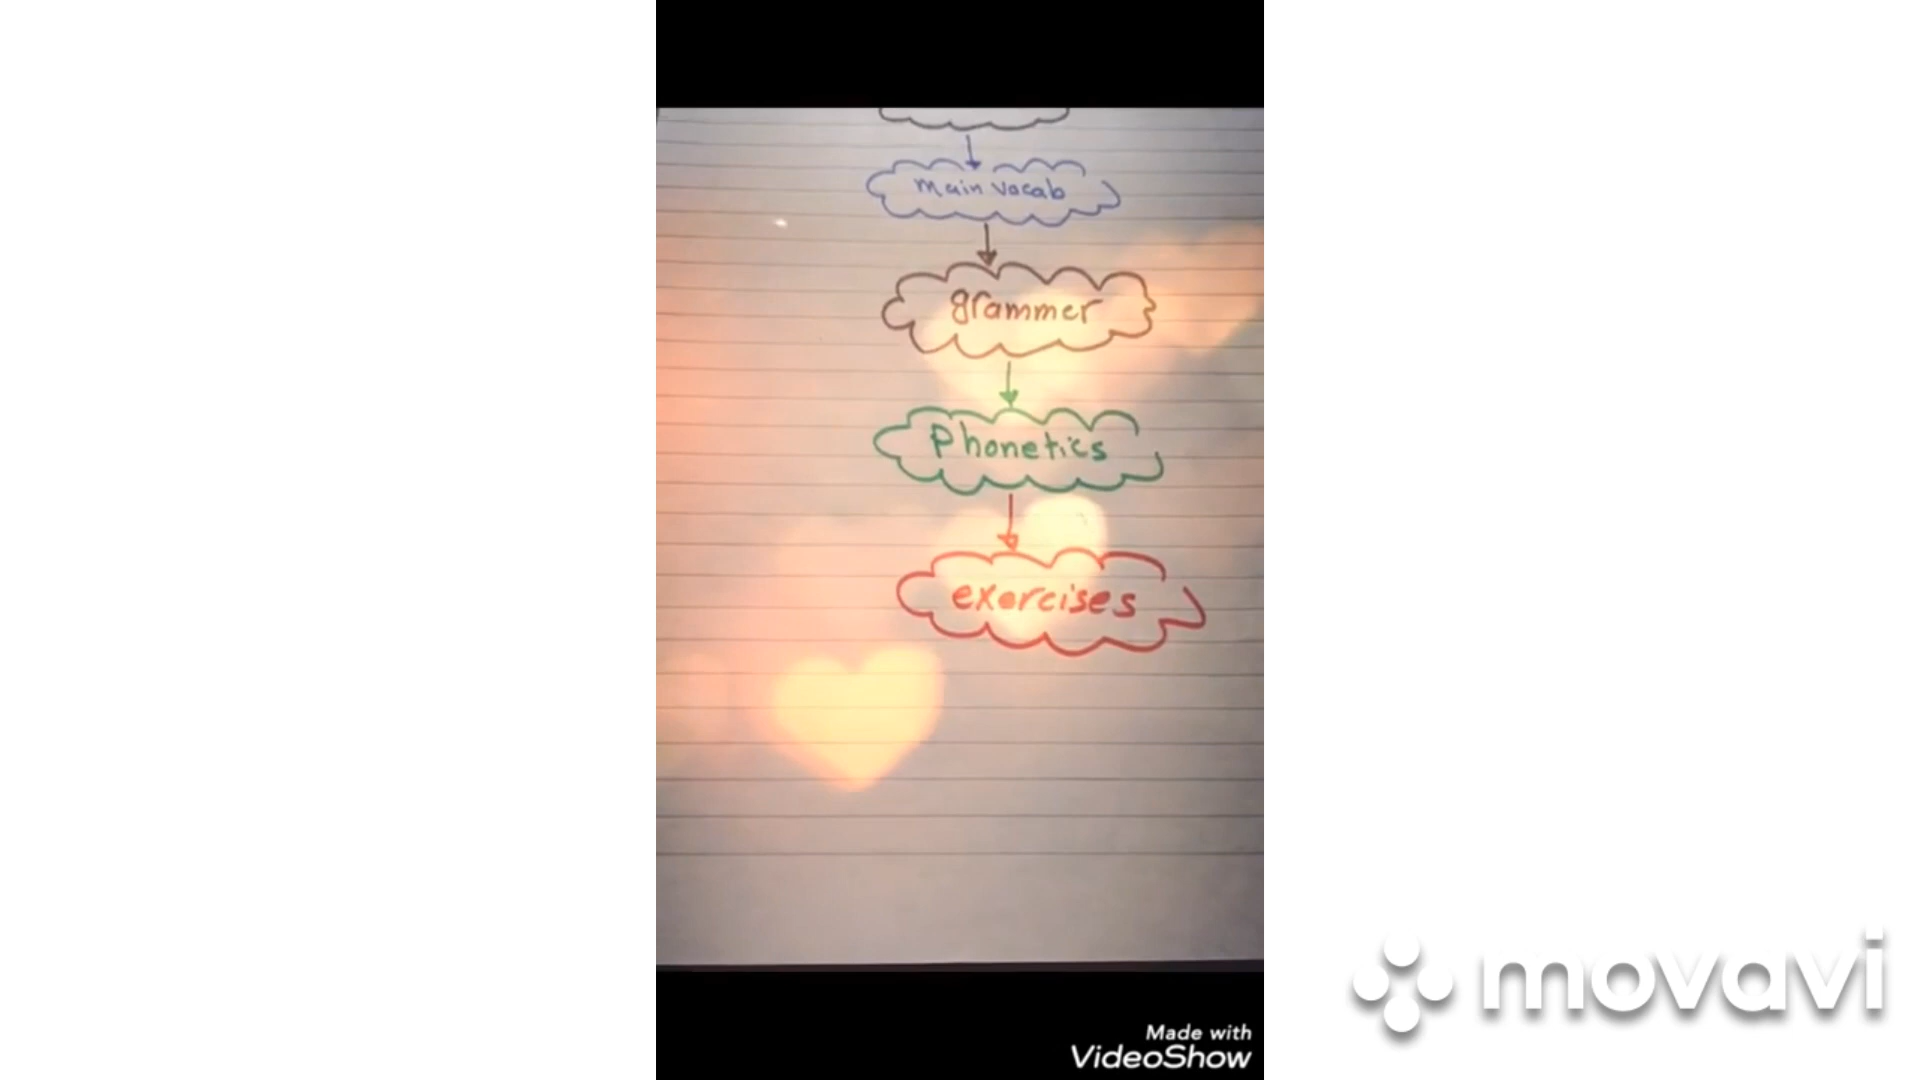 main vocab
grammer
Phonetics
exercises
movavi
Made with
VideoShow